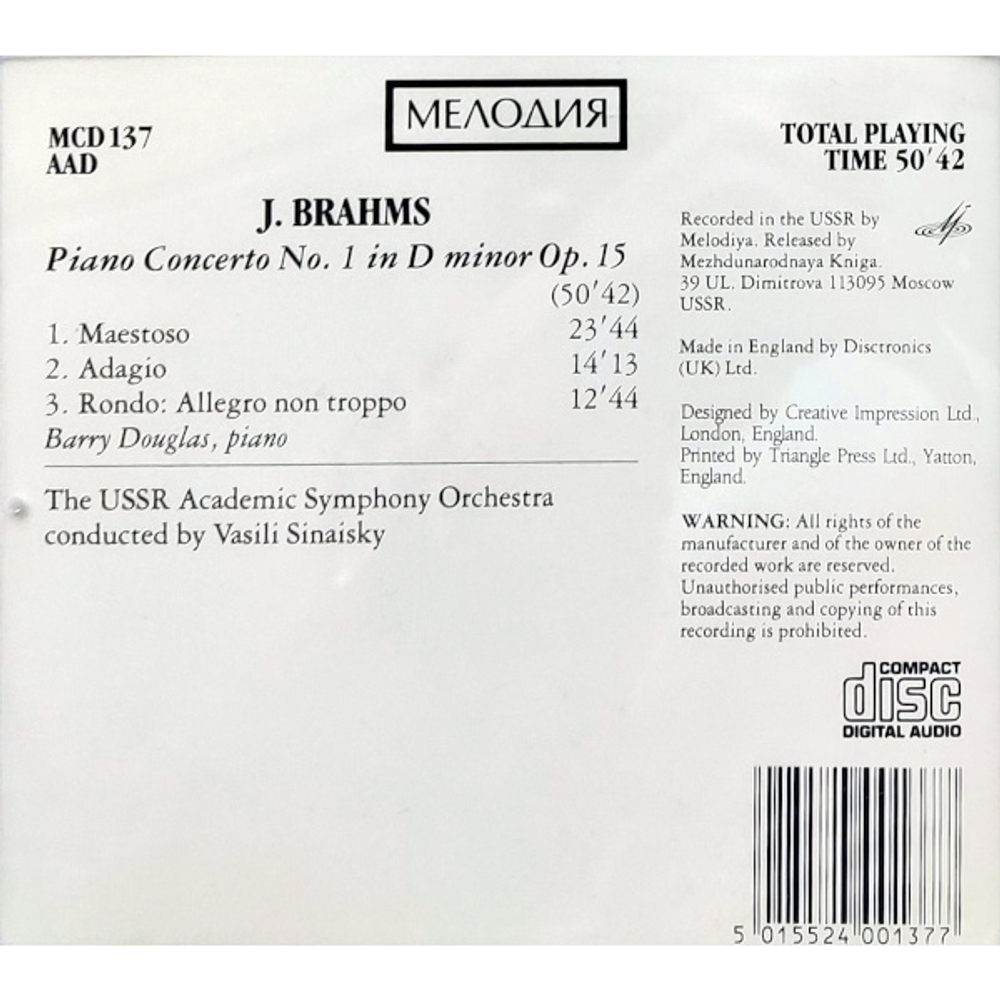 МЕЛОДИЯ
MCD 137
AAD
TOTAL PLAYING
TIME 50'42
J. BRAHMS
Piano Concerto No. 1 in D minor Op. 15
(50'42)
1. Maestoso 23'44
2. Adagio 14'13
3. Rondo: Allegro non troppo 12'44
Barry Douglas, piano
The USSR Academic Symphony Orchestra
conducted by Vasili Sinaisky
Recorded in the USSR by
Melodiya. Released by
Mezhdunarodnaya Kniga.
39 UL. Dimitrova 113095 Moscow
USSR.
Made in England by Disctronics
(UK) Ltd.
Designed by Creative Impression Ltd.,
London, England.
Printed by Triangle Press Ltd., Yatton,
England.
WARNING: All rights of the
manufacturer and of the owner of the
recorded work are reserved.
Unauthorised public performances,
broadcasting and copying of this
recording is prohibited.
COMPACT
disc
DIGITAL AUDIO
5 015524 001377